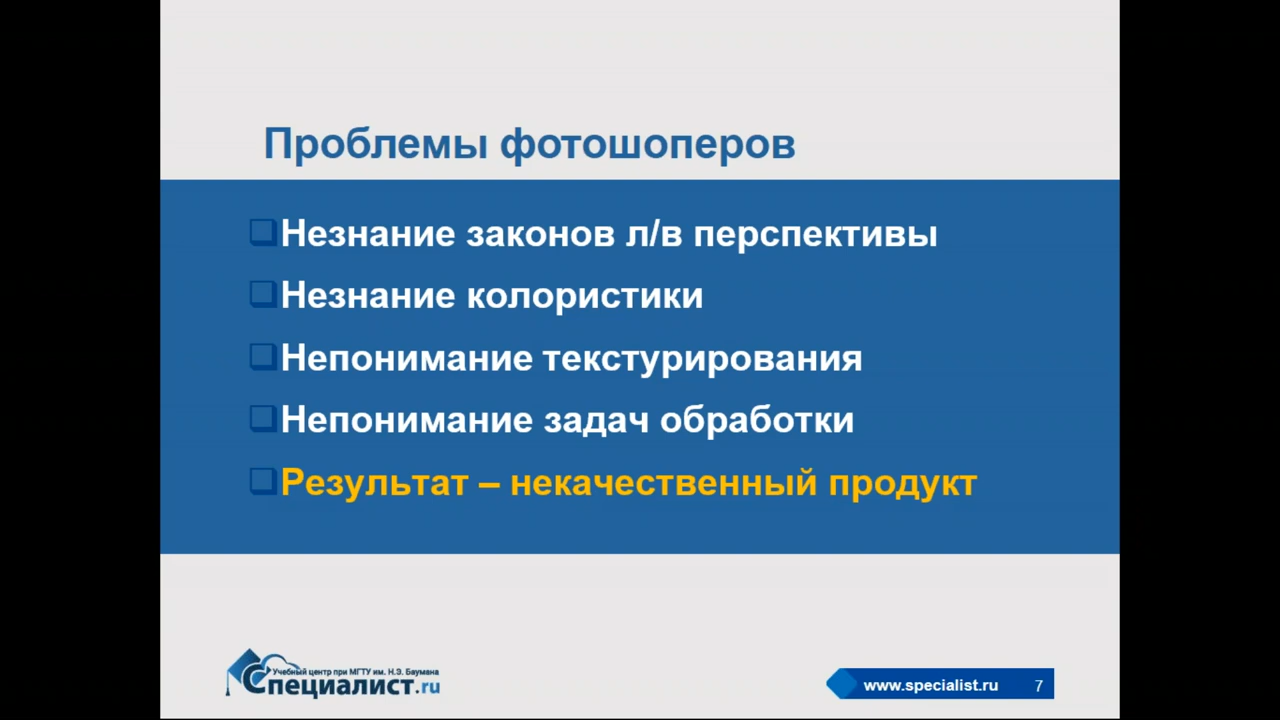 Проблемы фотошоперов
Незнание законов л/в перспективы
Незнание колористики
Непонимание текстурирования
Непонимание задач обработки
Результат – некачественный продукт
Учебный центр при МГТУ им. Н.Э. Баумана
Специалист.ru
www.specialist.ru 7